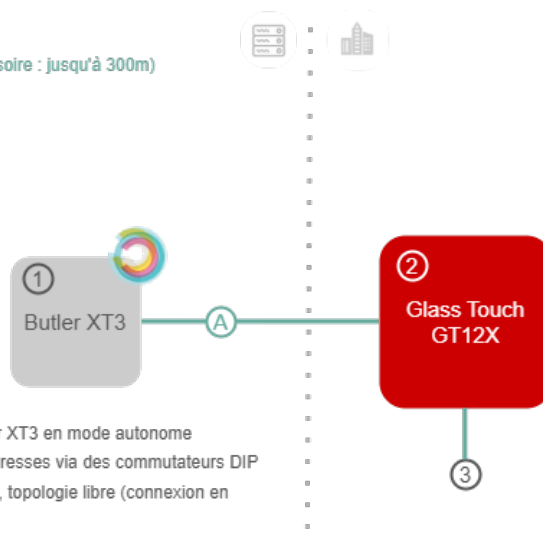 soire : jusqu'à 300m)
1
Butler XT3
A
2
Glass Touch
GT12X
r XT3 en mode autonome
resses via des commutateurs DIP
, topologie libre (connexion en
3